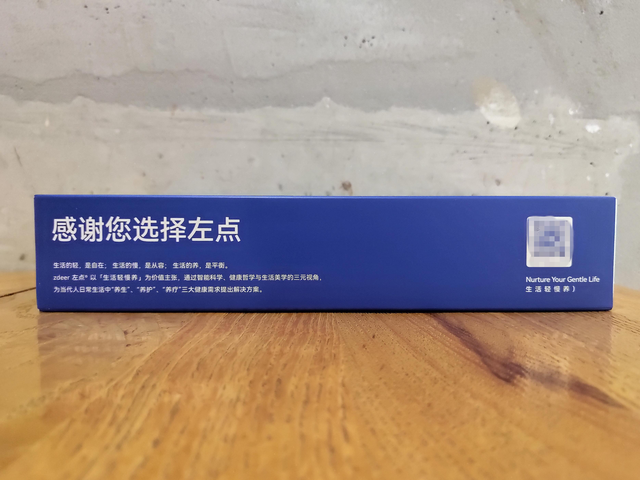 感谢您选择左点
生活的轻，是自在； 生活的慢，是从容； 生活的养，是平衡。
zdeer 左点® 以「生活轻慢养」为价值主张，通过智能科学、健康哲学与生活美学的三元视角，
为当代人日常生活中“养生”、“养护”、“养疗”三大健康需求提出解决方案。
Nurture Your Gentle Life
生活轻慢养）